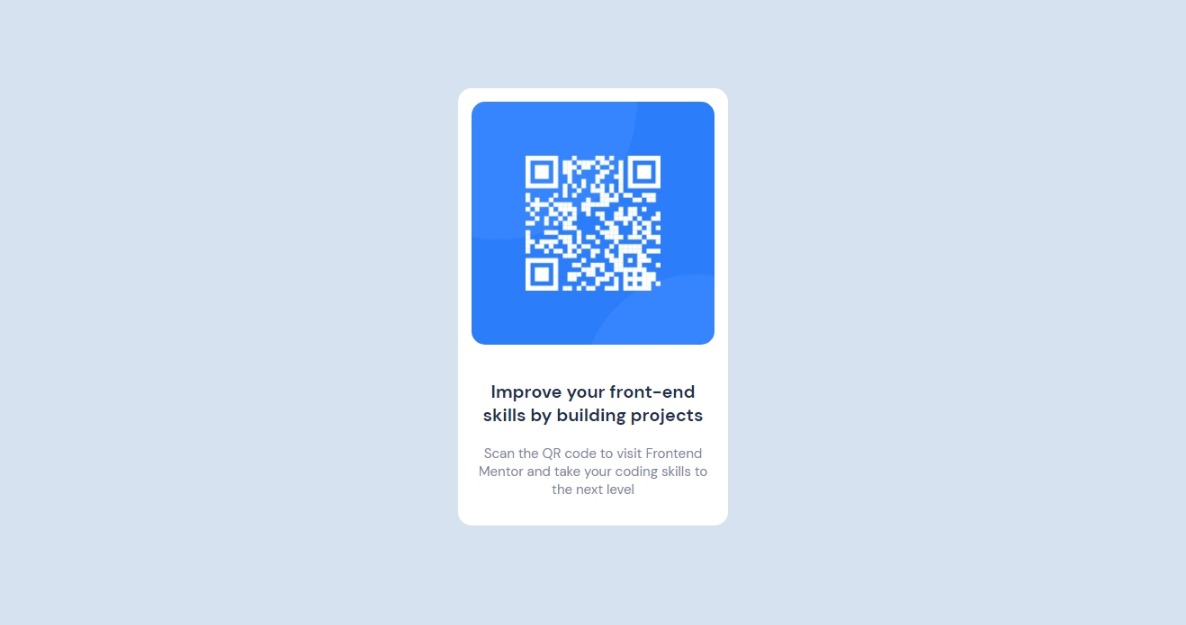 Improve your front-end
skills by building projects
Scan the QR code to visit Frontend
Mentor and take your coding skills to
the next level